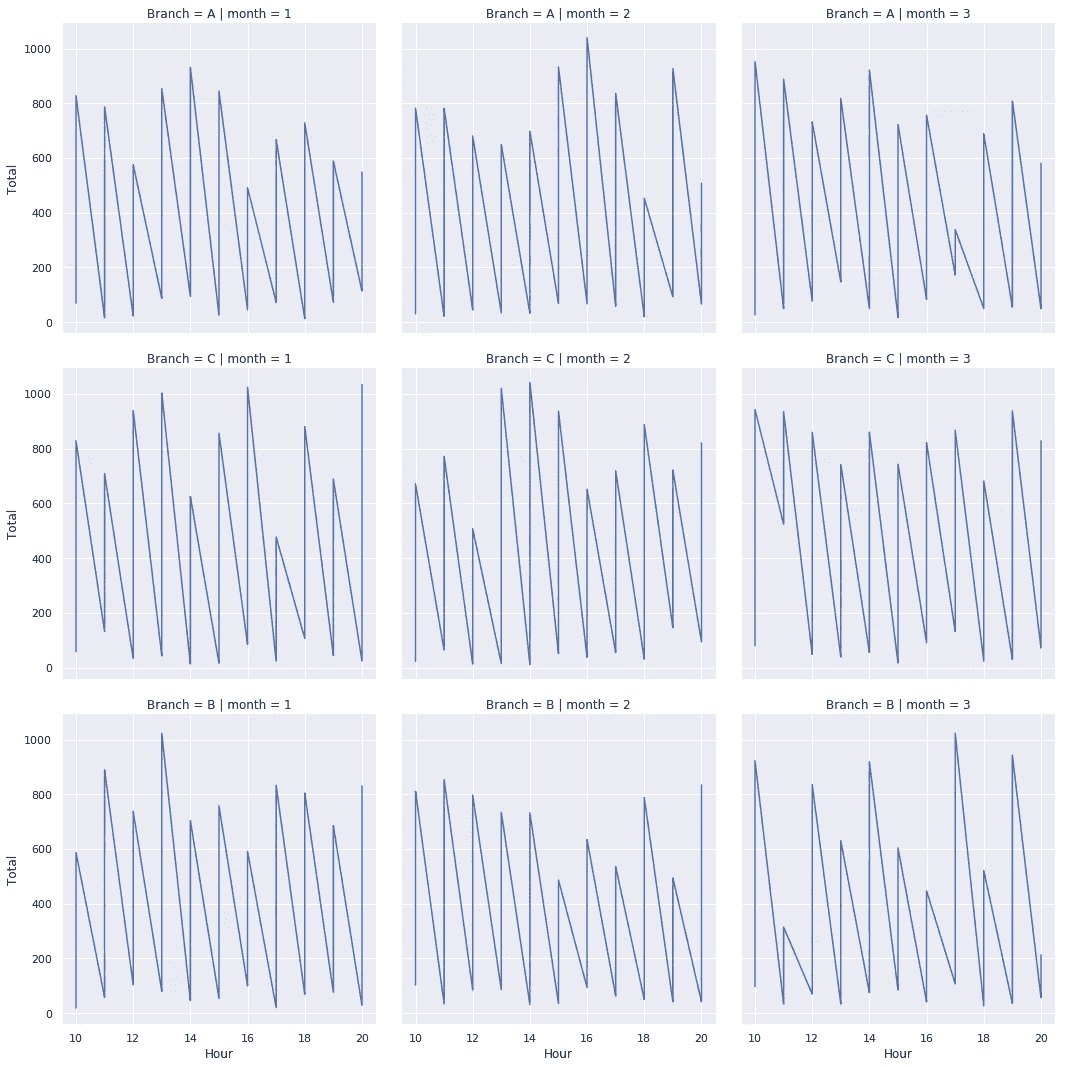 Branch = A | month = 1
Branch = A | month = 2
Branch = A | month = 3
1000
800
600
400
200
0
Total
Branch = C | month = 1
Branch = C | month = 2
Branch = C | month = 3
1000
800
600
400
200
0
Total
Branch = B | month = 1
Branch = B | month = 2
Branch = B | month = 3
1000
800
600
400
200
0
Total
10 12 14 16 18 20
10 12 14 16 18 20
10 12 14 16 18 20
Hour
Hour
Hour